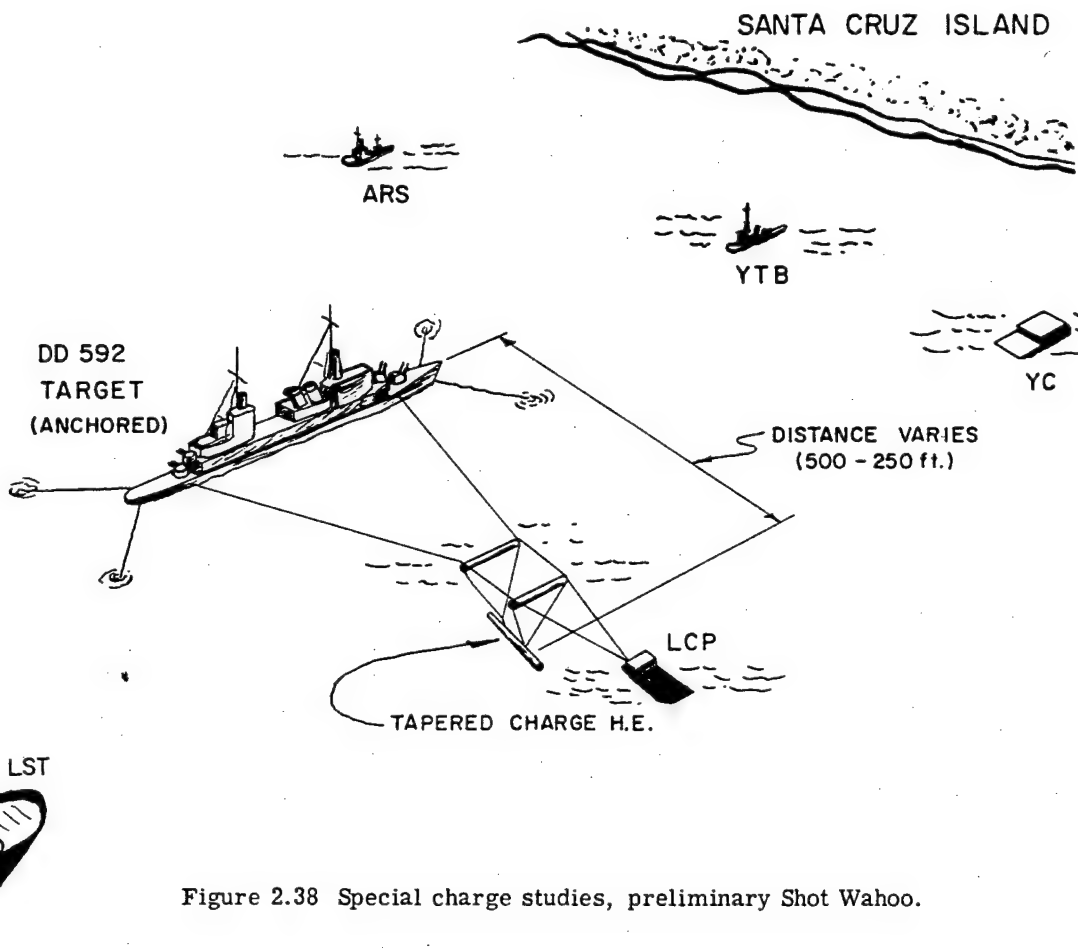 SANTA CRUZ ISLAND
ARS
YTB
YC
DD 592
TARGET
(ANCHORED)
DISTANCE VARIES
(500 - 250 ft.)
LCP
TAPERED CHARGE H.E.
LST
Figure 2.38 Special charge studies, preliminary Shot Wahoo.